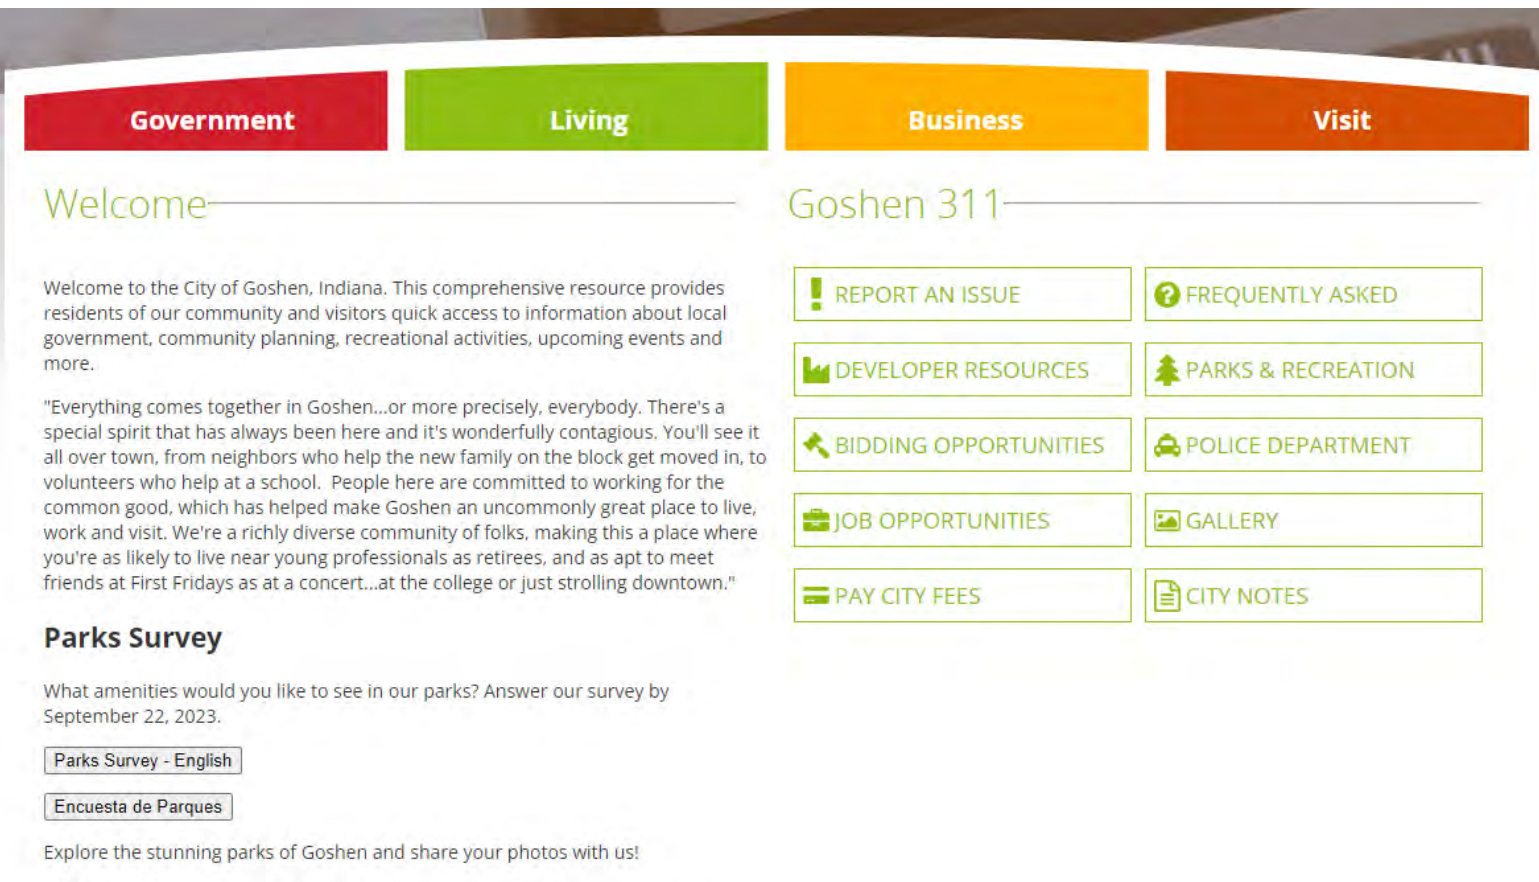 Government
Living
Business
Visit
Welcome
Welcome to the City of Goshen, Indiana. This comprehensive resource provides
residents of our community and visitors quick access to information about local
government, community planning, recreational activities, upcoming events and
more.
"Everything comes together in Goshen...or more precisely, everybody. There's a
special spirit that has always been here and it's wonderfully contagious. You'll see it
all over town, from neighbors who help the new family on the block get moved in, to
volunteers who help at a school.  People here are committed to working for the
common good, which has helped make Goshen an uncommonly great place to live,
work and visit. We're a richly diverse community of folks, making this a place where
you're as likely to live near young professionals as retirees, and as apt to meet
friends at First Fridays as at a concert...at the college or just strolling downtown."
Parks Survey
What amenities would you like to see in our parks? Answer our survey by
September 22, 2023.
Parks Survey - English
Encuesta de Parques
Explore the stunning parks of Goshen and share your photos with us!
Goshen 311
REPORT AN ISSUE
FREQUENTLY ASKED
DEVELOPER RESOURCES
PARKS & RECREATION
BIDDING OPPORTUNITIES
POLICE DEPARTMENT
JOB OPPORTUNITIES
GALLERY
PAY CITY FEES
CITY NOTES